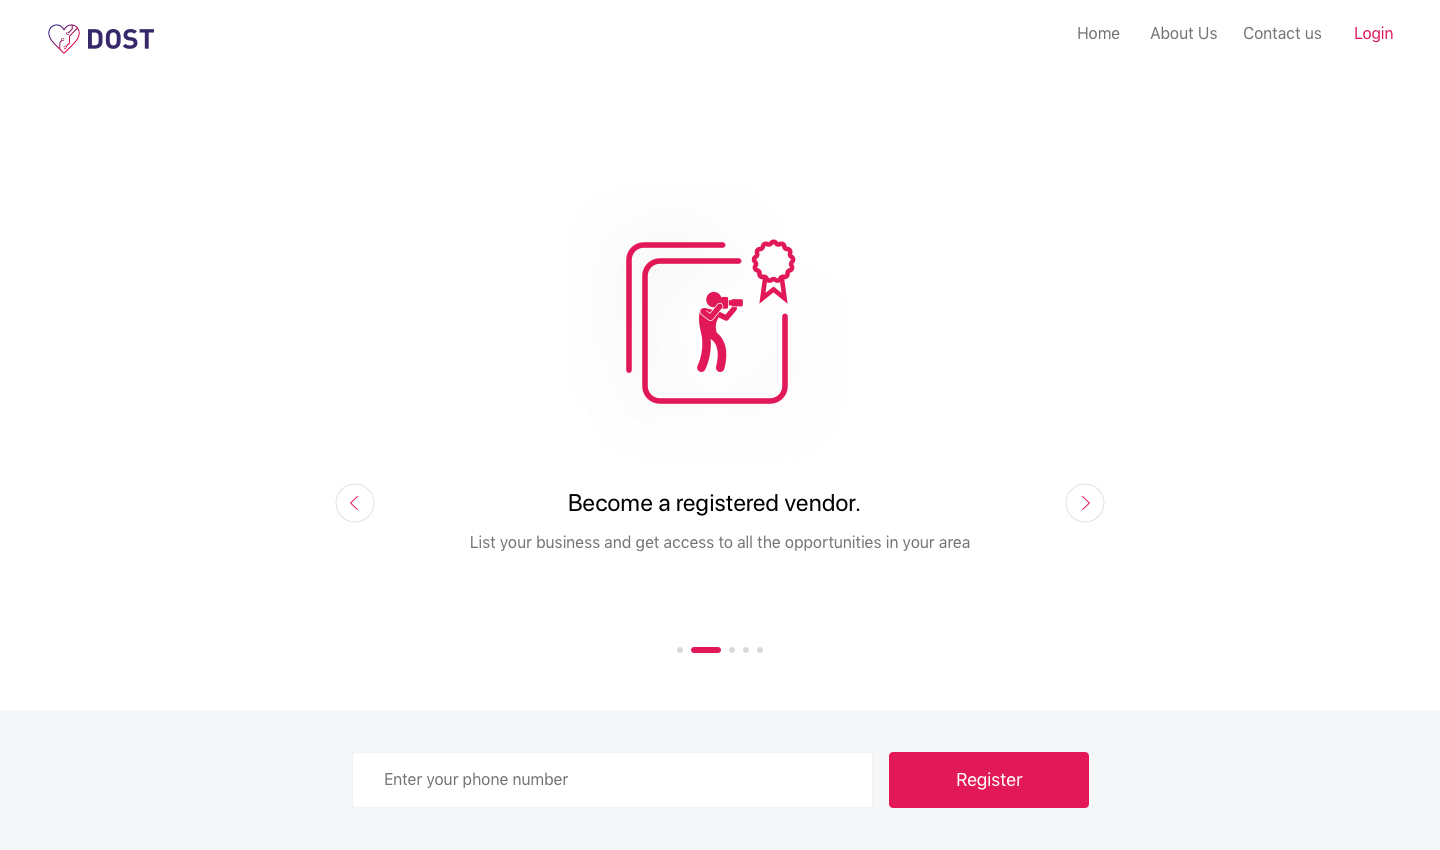 DOST
Home About Us Contact us Login
Become a registered vendor.
List your business and get access to all the opportunities in your area
Enter your phone number
Register